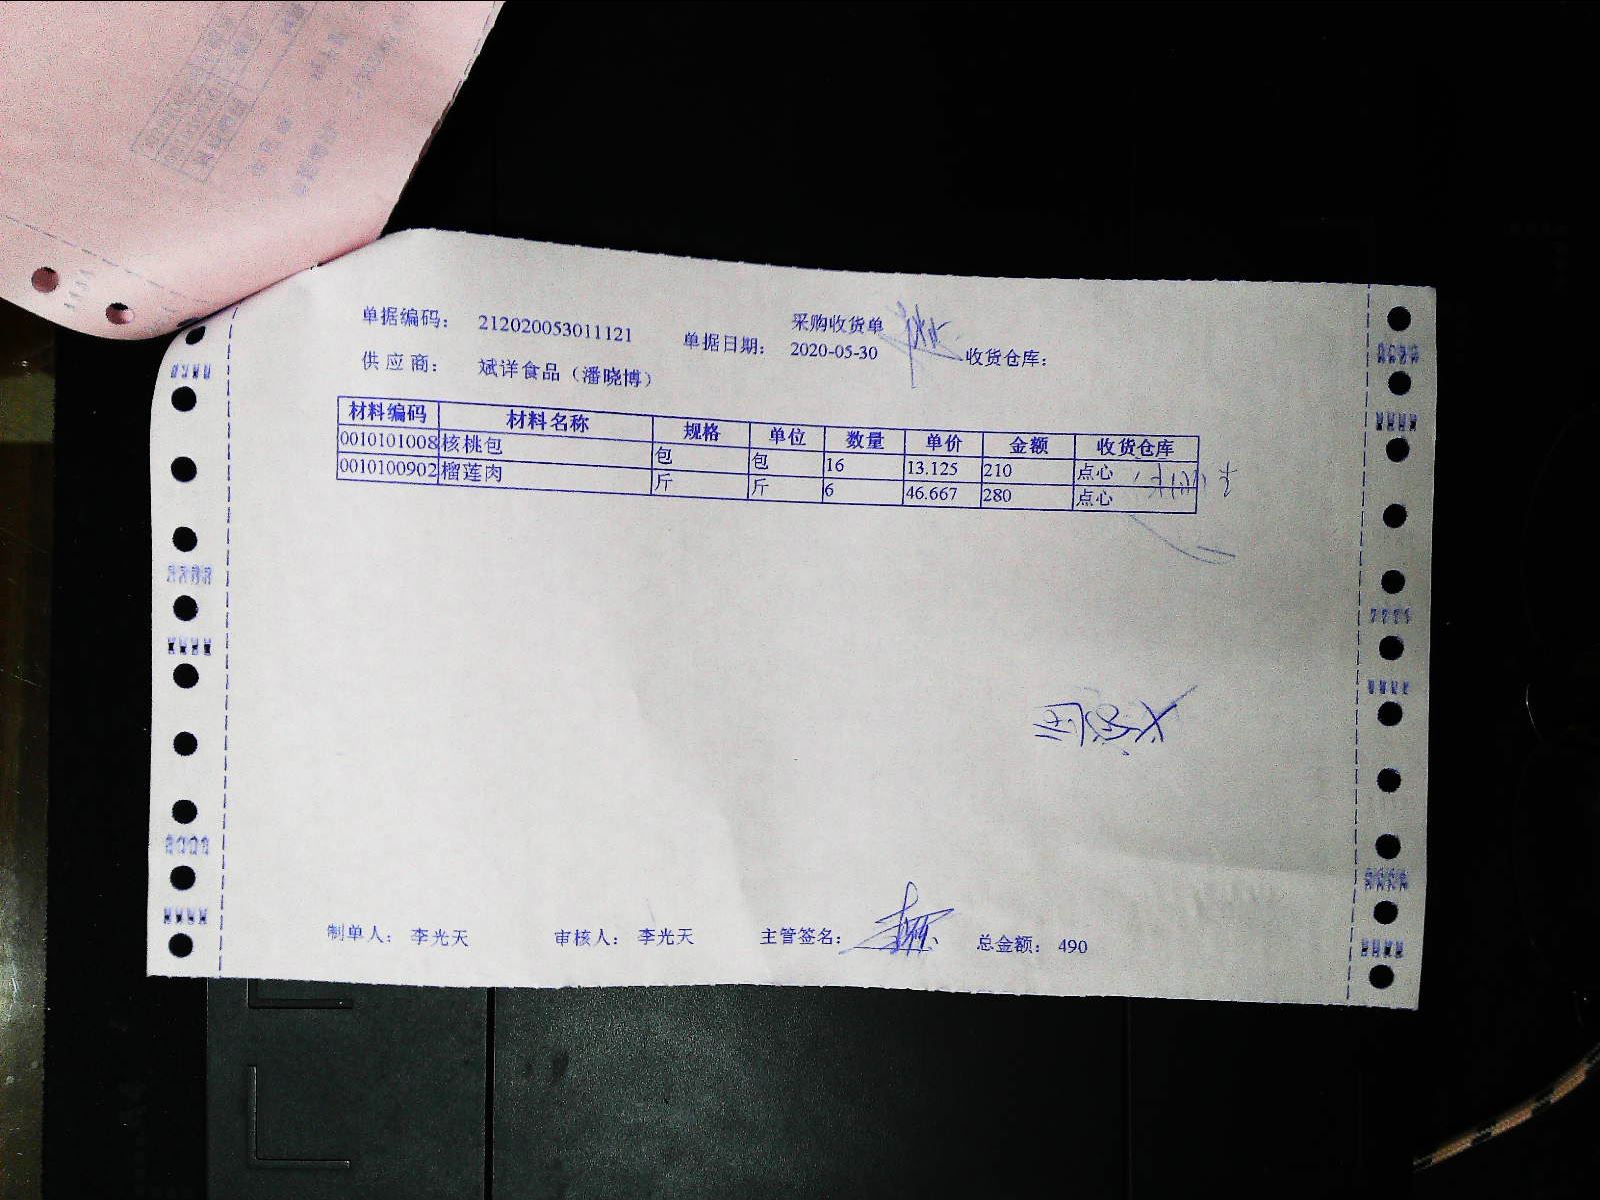 采购收货单
单据编码： 212020053011121 单据日期： 2020-05-30 收货仓库：
供应商： 斌洋食品（潘晓博）
材料编码 材料名称 规格 单位 数量 单价 金额 收货仓库
0010101008 核桃包 包 包 16 13.125 210 点心
0010100902 榴莲肉 斤 斤 6 46.667 280 点心
制单人： 李光天 审核人： 李光天 主管签名： 总金额： 490